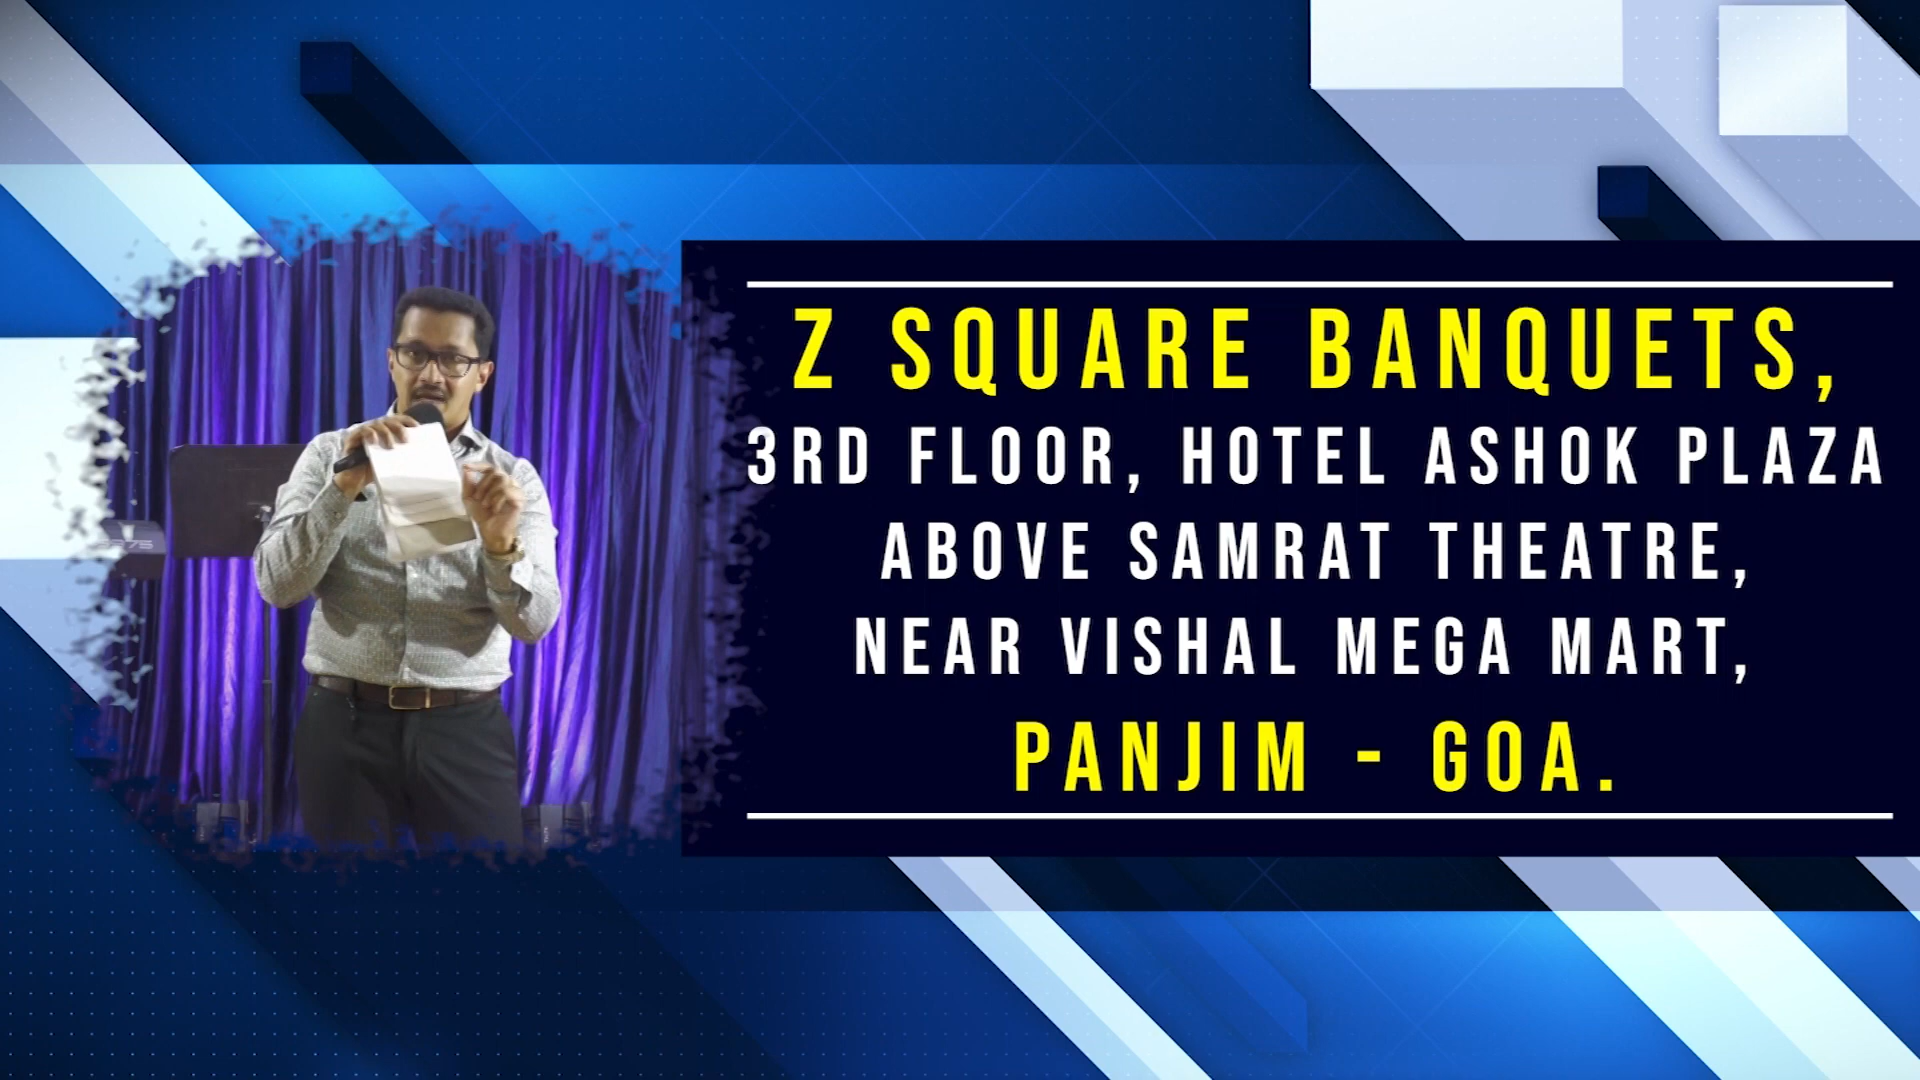 Z SQUARE BANQUETS,
3RD FLOOR, HOTEL ASHOK PLAZA
ABOVE SAMRAT THEATRE,
NEAR VISHAL MEGA MART,
PANJIM - GOA.